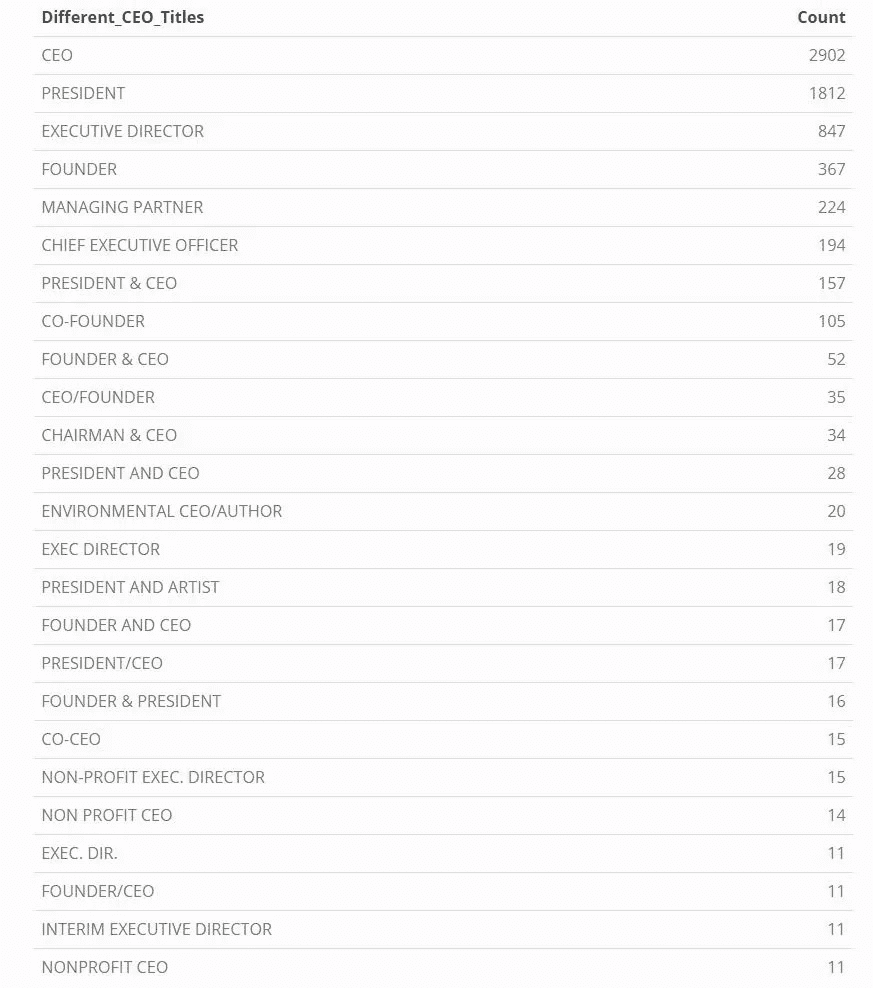 Different_CEO_Titles Count
CEO 2902
PRESIDENT 1812
EXECUTIVE DIRECTOR 847
FOUNDER 367
MANAGING PARTNER 224
CHIEF EXECUTIVE OFFICER 194
PRESIDENT & CEO 157
CO-FOUNDER 105
FOUNDER & CEO 52
CEO/FOUNDER 35
CHAIRMAN & CEO 34
PRESIDENT AND CEO 28
ENVIRONMENTAL CEO/AUTHOR 20
EXEC DIRECTOR 19
PRESIDENT AND ARTIST 18
FOUNDER AND CEO 17
PRESIDENT/CEO 17
FOUNDER & PRESIDENT 16
CO-CEO 15
NON-PROFIT EXEC. DIRECTOR 15
NON PROFIT CEO 14
EXEC. DIR. 11
FOUNDER/CEO 11
INTERIM EXECUTIVE DIRECTOR 11
NONPROFIT CEO 11